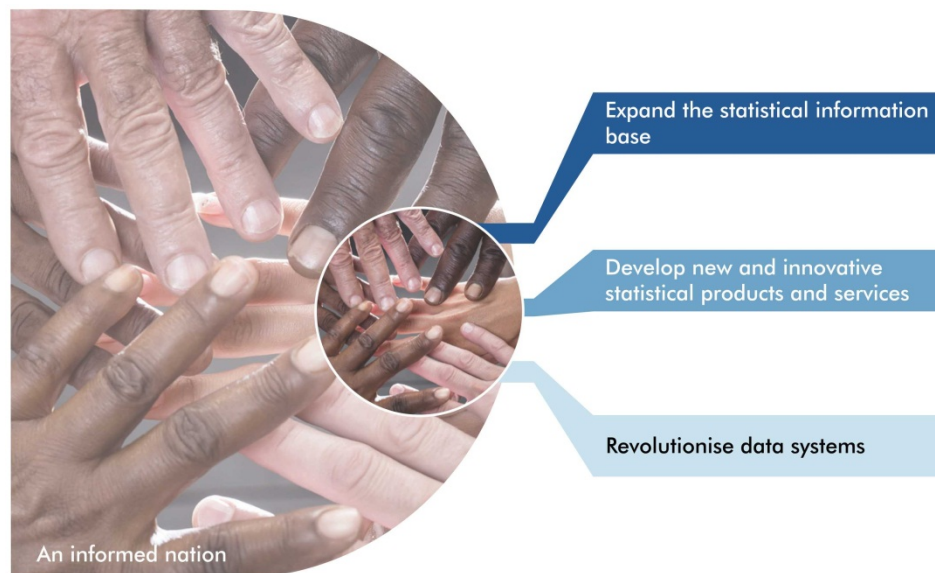 Expand the statistical information
base
Develop new and innovative
statistical products and services
Revolutionise data systems
An informed nation